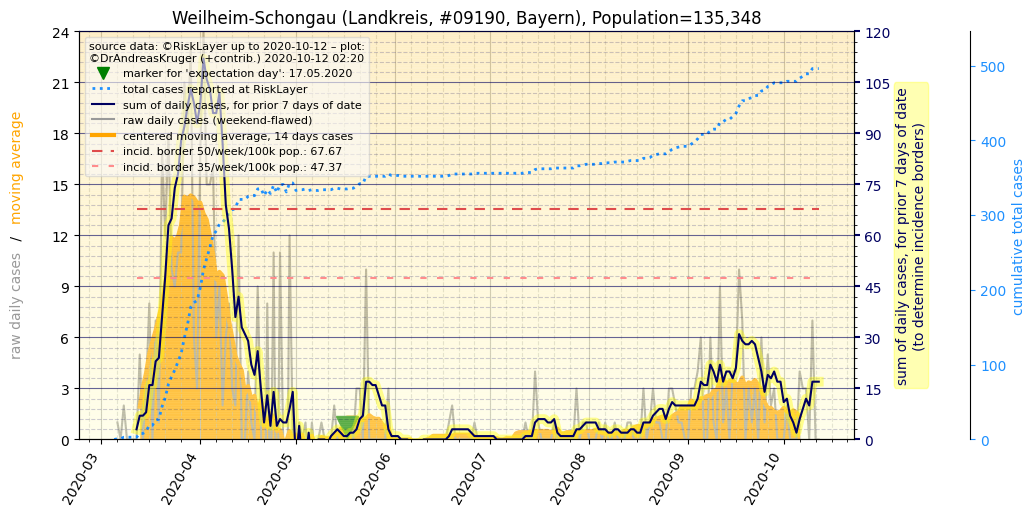 Weilheim-Schongau (Landkreis, #09190, Bayern), Population=135,348
source data: ©RiskLayer up to 2020-10-12 – plot:
©DrAndreasKruger (+contrib.) 2020-10-12 02:20
marker for 'expectation day': 17.05.2020
total cases reported at RiskLayer
sum of daily cases, for prior 7 days of date
raw daily cases (weekend-flawed)
centered moving average, 14 days cases
incid. border 50/week/100k pop.: 67.67
incid. border 35/week/100k pop.: 47.37
raw daily cases / moving average
24
21
18
15
12
9
6
3
0
120
105
90
75
60
45
30
15
0
sum of daily cases, for prior 7 days of date
(to determine incidence borders)
500
400
300
200
100
0
cumulative total cases
2020-03
2020-04
2020-05
2020-06
2020-07
2020-08
2020-09
2020-10